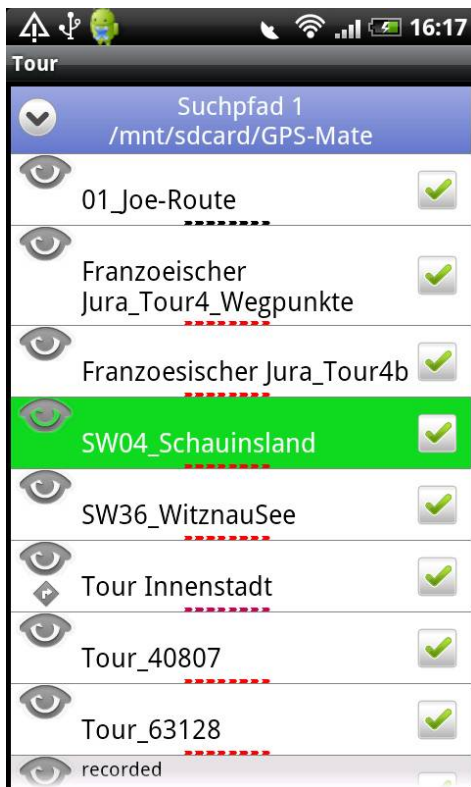 16:17
Tour
Suchpfad 1
/mnt/sdcard/GPS-Mate
01_Joe-Route
Franzoeischer
Jura_Tour4_Wegpunkte
Franzoesischer Jura_Tour4b
SW04_Schauinsland
SW36_WitznauSee
Tour Innenstadt
Tour_40807
Tour_63128
recorded